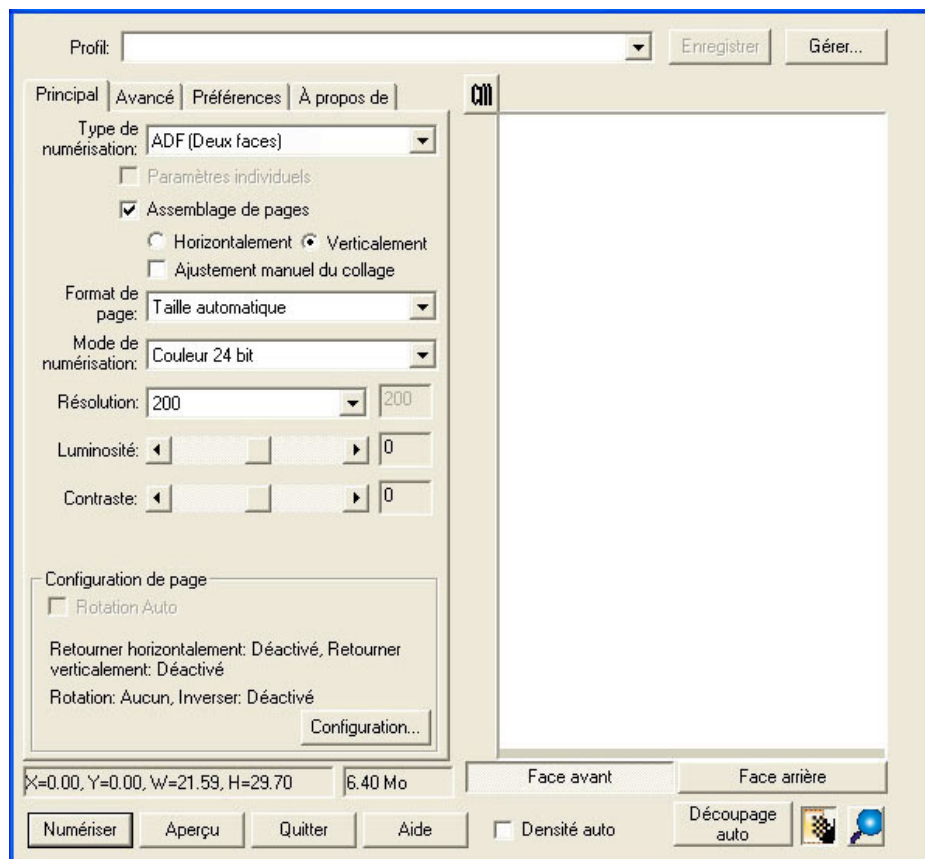 Profil:
Enregistrer
Gérer...
Principal
Avancé
Préférences
À propos de
Type de
numérisation:
ADF (Deux faces)
Paramètres individuels
Assemblage de pages
Horizontalement
Verticalement
Ajustement manuel du collage
Format de
page:
Taille automatique
Mode de
numérisation:
Couleur 24 bit
Résolution:
200
200
Luminosité:
0
Contraste:
0
Configuration de page
Rotation Auto
Retourner horizontalement: Déactivé, Retourner
verticalement: Déactivé
Rotation: Aucun, Inverser: Déactivé
Configuration...
X=0.00, Y=0.00, W=21.59, H=29.70
6.40 Mo
Face avant
Face arrière
Numériser
Aperçu
Quitter
Aide
Densité auto
Découpage
auto